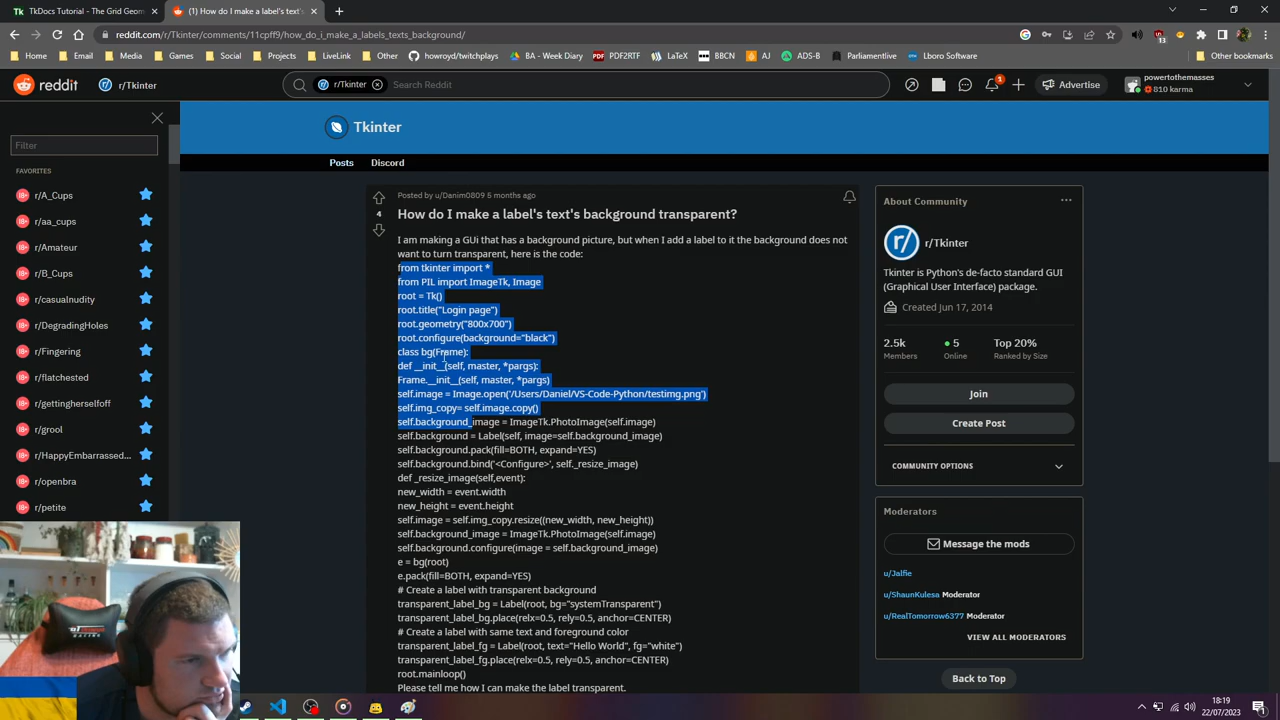 TkDocs Tutorial - The Grid Geom
(1) How do I make a label's text's
reddit.com/r/Tkinter/comments/11cpff9/how_do_i_make_a_labels_texts_background/
Home
Email
Media
Python
LinkedIn
Other
howroyd/twitchplays
BA - Week Diary
PDF2RTF
LaTeX
BBCN
AJ
ADS-B
Parliamentlive
Lboro Services
Other bookmarks
reddit
r/Tkinter
r/Tkinter
Search Reddit
1
Advertise
powertothemasses
810 karma
Filter
FAVORITES
r/A_Cups
r/aa_cups
r/Amateur
r/B_Cups
r/casualnudity
r/DegradingHoles
r/Fingering
r/flatchested
r/gettingherselfoff
r/grool
r/HappyEmbarrassed...
r/openbra
r/petite
Tkinter
Posts
Discord
Posted by u/Danim0809 5 months ago
4
How do I make a label's text's background transparent?
I am making a GUi that has a background picture, but when I add a label to it the background does not
want to turn transparent, here is the code:
from tkinter import *
from PIL import ImageTk, Image
root = Tk()
root.title("Login page")
root.geometry("800x700")
root.configure(background="black")
class bg(Frame):
def __init__(self, master, *pargs):
Frame.__init__(self, master, *pargs)
self.image = Image.open('/Users/Daniel/VS-Code-Python/testimg.png')
self.img_copy= self.image.copy()
self.background_image = ImageTk.PhotoImage(self.image)
self.background = Label(self, image=self.background_image)
self.background.pack(fill=BOTH, expand=YES)
self.background.bind('<Configure>', self._resize_image)
def _resize_image(self,event):
new_width = event.width
new_height = event.height
self.image = self.img_copy.resize((new_width, new_height))
self.background_image = ImageTk.PhotoImage(self.image)
self.background.configure(image = self.background_image)
e = bg(root)
e.pack(fill=BOTH, expand=YES)
# Create a label with transparent background
transparent_label_bg = Label(root, bg="systemTransparent")
transparent_label_bg.place(relx=0.5, rely=0.5, anchor=CENTER)
# Create a label with same text and foreground color
transparent_label_fg = Label(root, text="Hello World", fg="white")
transparent_label_fg.place(relx=0.5, rely=0.5, anchor=CENTER)
root.mainloop()
Please tell me how I can make the label transparent.
About Community
r/Tkinter
Tkinter is Python's de-facto standard GUI
(Graphical User Interface) package.
Created Jun 17, 2014
2.5k
Members
5
Online
Top 20%
Ranked by Size
Join
Create Post
COMMUNITY OPTIONS
Moderators
Message the mods
u/Jalfie
u/ShaunKulesa Moderator
u/RealTomorrow6377 Moderator
VIEW ALL MODERATORS
Back to Top
18:19
22/07/2023